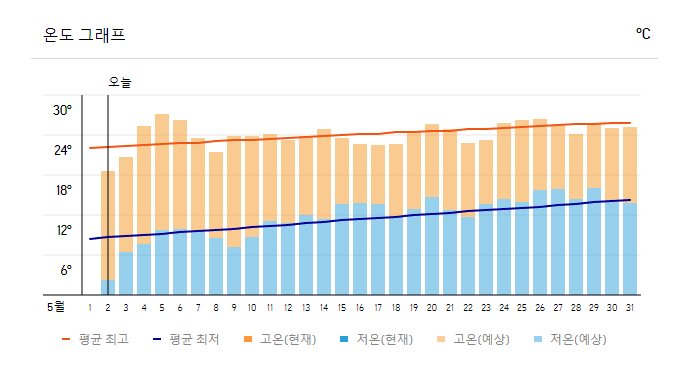 온도 그래프 °C
오늘
30°
24°
18°
12°
6°
5월 1 2 3 4 5 6 7 8 9 10 11 12 13 14 15 16 17 18 19 20 21 22 23 24 25 26 27 28 29 30 31
평균 최고 평균 최저 고온(현재) 저온(현재) 고온(예상) 저온(예상)